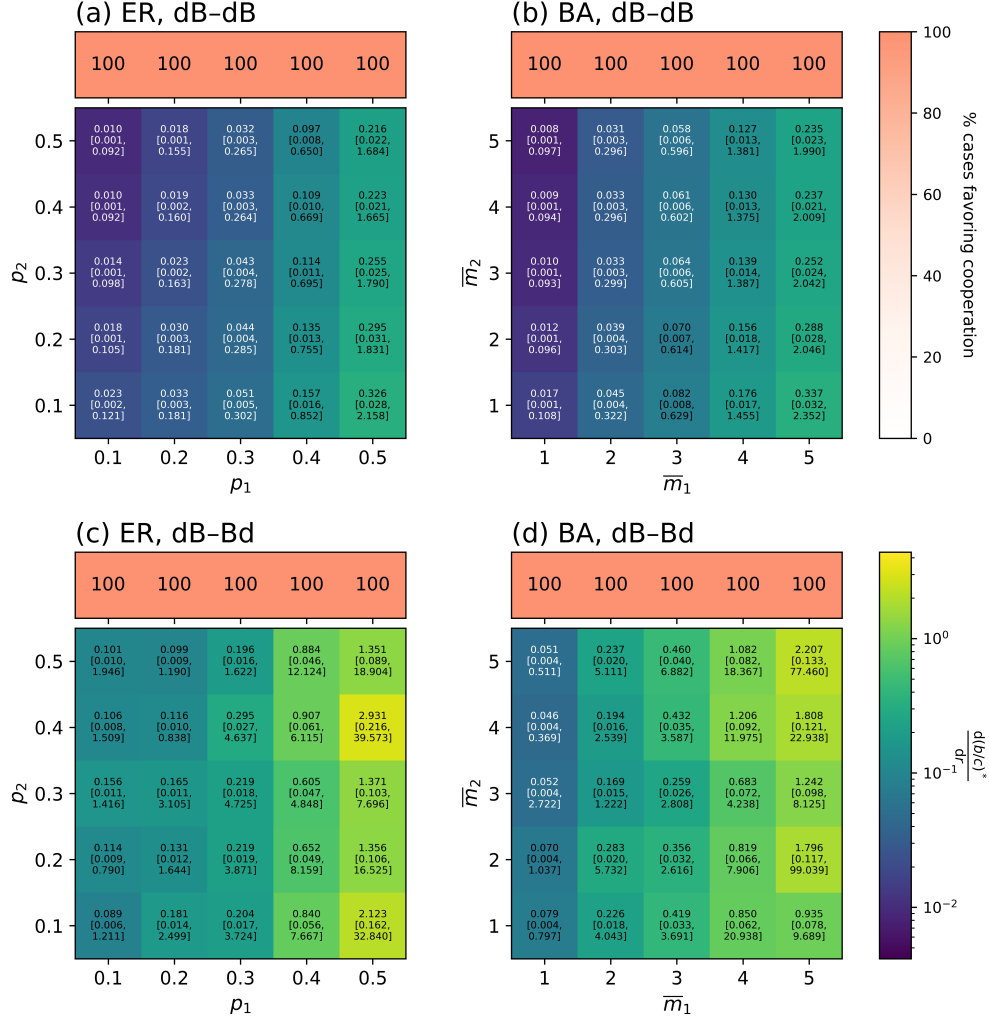 (a) ER, dB–dB
100 100 100 100 100
0.5
0.010 [0.001, 0.092]
0.018 [0.001, 0.155]
0.032 [0.003, 0.265]
0.097 [0.008, 0.650]
0.216 [0.022, 1.684]
0.4
0.010 [0.001, 0.092]
0.019 [0.002, 0.160]
0.033 [0.003, 0.264]
0.109 [0.010, 0.669]
0.223 [0.021, 1.665]
p₂
0.3
0.014 [0.001, 0.098]
0.023 [0.002, 0.163]
0.043 [0.004, 0.278]
0.114 [0.011, 0.695]
0.255 [0.025, 1.790]
0.2
0.018 [0.001, 0.105]
0.030 [0.003, 0.181]
0.044 [0.004, 0.285]
0.135 [0.013, 0.755]
0.295 [0.031, 1.831]
0.1
0.023 [0.002, 0.121]
0.033 [0.003, 0.181]
0.051 [0.005, 0.302]
0.157 [0.016, 0.852]
0.326 [0.028, 2.158]
0.1 0.2 0.3 0.4 0.5
p₁
(b) BA, dB–dB
100 100 100 100 100
5
0.008 [0.001, 0.097]
0.031 [0.003, 0.296]
0.058 [0.006, 0.596]
0.127 [0.013, 1.381]
0.235 [0.023, 1.990]
4
0.009 [0.001, 0.094]
0.033 [0.003, 0.296]
0.061 [0.006, 0.602]
0.130 [0.013, 1.375]
0.237 [0.021, 2.009]
m̅₂
3
0.010 [0.001, 0.093]
0.033 [0.003, 0.299]
0.064 [0.006, 0.605]
0.139 [0.014, 1.387]
0.252 [0.024, 2.042]
2
0.012 [0.001, 0.096]
0.039 [0.004, 0.303]
0.070 [0.007, 0.614]
0.156 [0.018, 1.417]
0.288 [0.028, 2.046]
1
0.017 [0.001, 0.108]
0.045 [0.004, 0.322]
0.082 [0.008, 0.629]
0.176 [0.017, 1.455]
0.337 [0.032, 2.352]
1 2 3 4 5
m̅₁
100
80
60
40
20
0
% cases favoring cooperation
(c) ER, dB–Bd
100 100 100 100 100
0.5
0.101 [0.010, 1.946]
0.099 [0.009, 1.190]
0.196 [0.016, 1.622]
0.884 [0.046, 12.124]
1.351 [0.089, 18.904]
0.4
0.106 [0.008, 1.509]
0.116 [0.010, 0.838]
0.295 [0.027, 4.637]
0.907 [0.061, 6.115]
2.931 [0.216, 39.573]
p₂
0.3
0.156 [0.011, 1.416]
0.165 [0.011, 3.105]
0.219 [0.018, 4.725]
0.605 [0.047, 4.848]
1.371 [0.103, 7.696]
0.2
0.114 [0.009, 0.790]
0.131 [0.012, 1.644]
0.219 [0.019, 3.871]
0.652 [0.049, 8.159]
1.356 [0.106, 16.525]
0.1
0.089 [0.006, 1.211]
0.181 [0.014, 2.499]
0.204 [0.017, 3.724]
0.840 [0.056, 7.667]
2.123 [0.162, 32.840]
0.1 0.2 0.3 0.4 0.5
p₁
(d) BA, dB–Bd
100 100 100 100 100
5
0.051 [0.004, 0.511]
0.237 [0.020, 5.111]
0.460 [0.040, 6.882]
1.082 [0.082, 18.367]
2.207 [0.133, 77.460]
4
0.046 [0.004, 0.369]
0.194 [0.016, 2.539]
0.432 [0.035, 3.587]
1.206 [0.092, 11.975]
1.808 [0.121, 22.938]
m̅₂
3
0.052 [0.004, 2.722]
0.169 [0.015, 1.222]
0.259 [0.026, 2.808]
0.683 [0.072, 4.238]
1.242 [0.098, 8.125]
2
0.070 [0.004, 1.037]
0.283 [0.020, 5.732]
0.356 [0.032, 2.616]
0.819 [0.066, 7.906]
1.796 [0.117, 99.039]
1
0.079 [0.004, 0.797]
0.226 [0.018, 4.043]
0.419 [0.033, 3.691]
0.850 [0.062, 20.938]
0.935 [0.078, 9.689]
1 2 3 4 5
m̅₁
10⁰
10⁻¹
10⁻²
d(b/c)*
dr